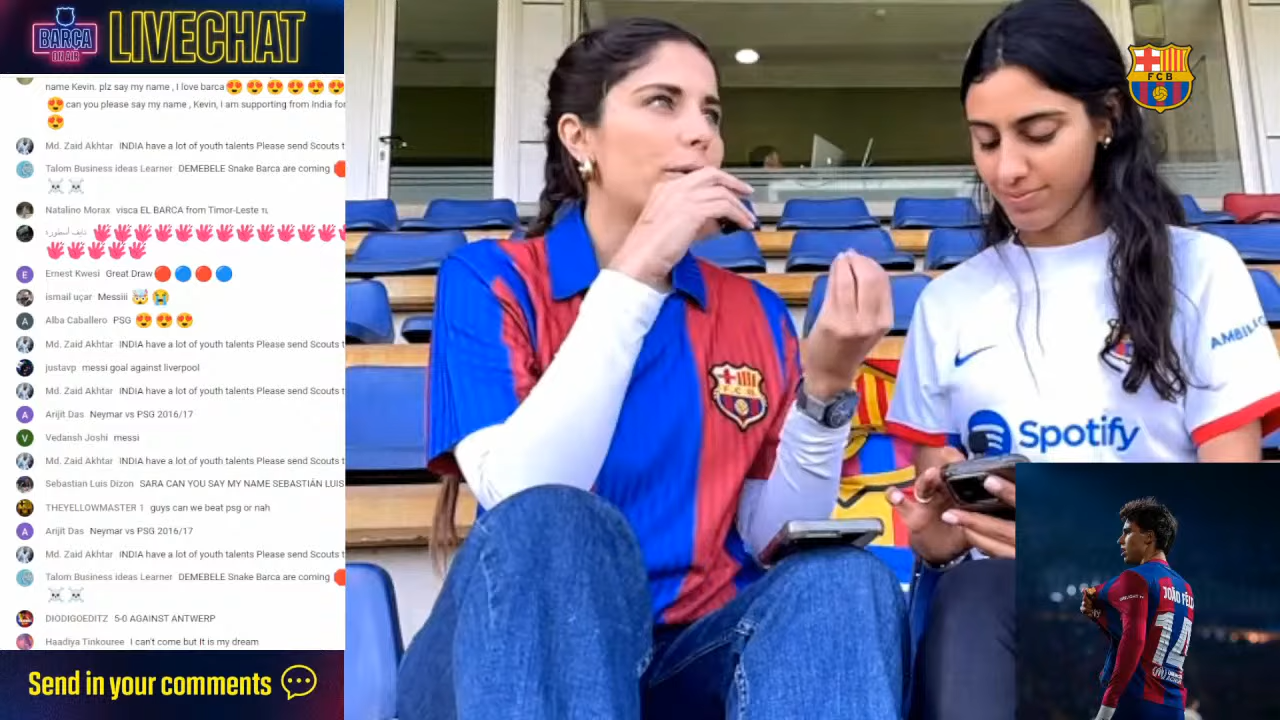 BARÇA
ON AIR
LIVECHAT
name Kevin. plz say my name , I love barca
can you please say my name , Kevin, I am supporting from India for
Md. Zaid Akhtar INDIA have a lot of youth talents Please send Scouts t
Talom Business ideas Learner DEMEBELE Snake Barca are coming
Natalino Morax visca EL BARCA from Timor-Leste TL
Ernest Kwesi Great Draw
ismail uçar Messiii
Alba Caballero PSG
Md. Zaid Akhtar INDIA have a lot of youth talents Please send Scouts t
justavp messi goal against liverpool
Md. Zaid Akhtar INDIA have a lot of youth talents Please send Scouts t
A Arijit Das Neymar vs PSG 2016/17
V Vedansh Joshi messi
Md. Zaid Akhtar INDIA have a lot of youth talents Please send Scouts t
Sebastian Luis Dizon SARA CAN YOU SAY MY NAME SEBASTIÁN LUIS
THEYELLOWMASTER 1 guys can we beat psg or nah
A Arijit Das Neymar vs PSG 2016/17
Md. Zaid Akhtar INDIA have a lot of youth talents Please send Scouts t
Talom Business ideas Learner DEMEBELE Snake Barca are coming
DIODIGOEDITZ 5-0 AGAINST ANTWERP
Haadiya Tinkouree I can't come but It is my dream
Send in your comments
FCB
FCB
AMBILI
Spotify
JOÃO FÉLI
14